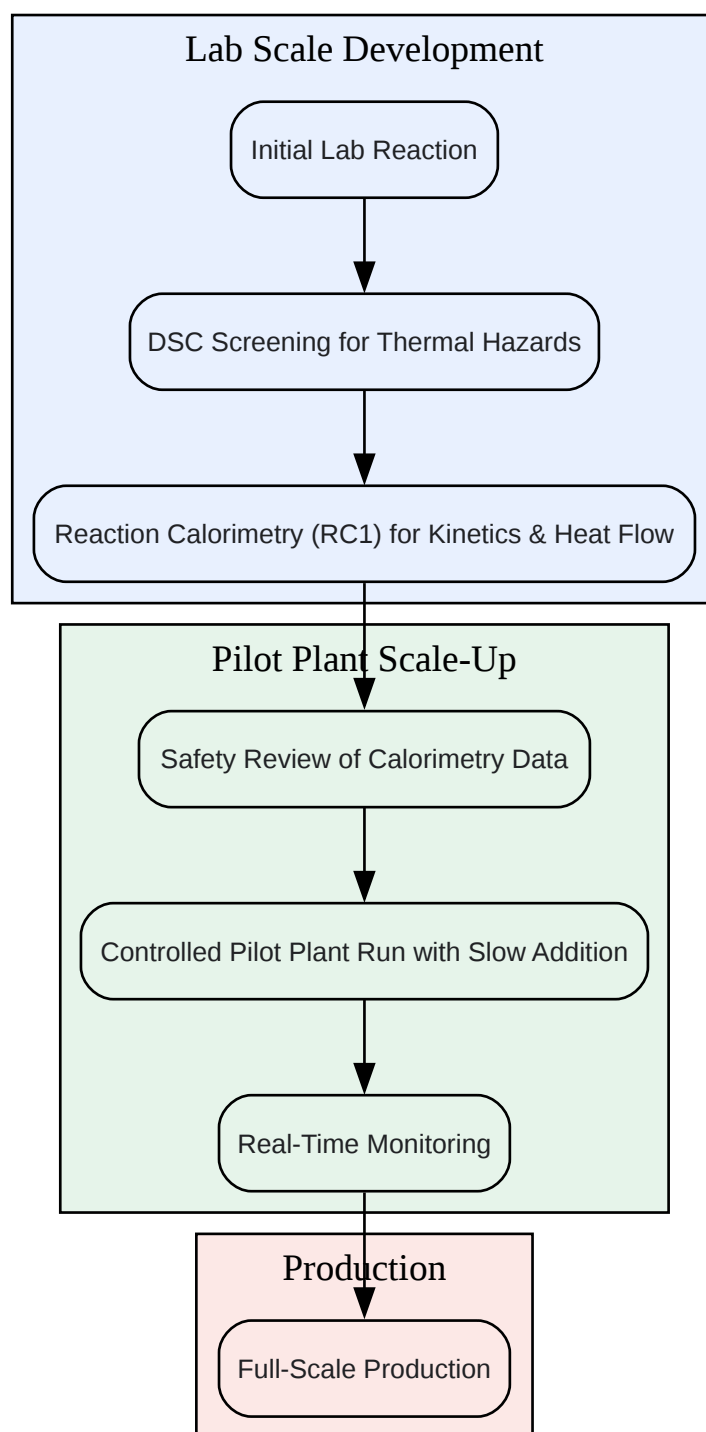 Lab Scale Development
Initial Lab Reaction
DSC Screening for Thermal Hazards
Reaction Calorimetry (RC1) for Kinetics & Heat Flow
Pilot Plant Scale-Up
Safety Review of Calorimetry Data
Controlled Pilot Plant Run with Slow Addition
Real-Time Monitoring
Production
Full-Scale Production